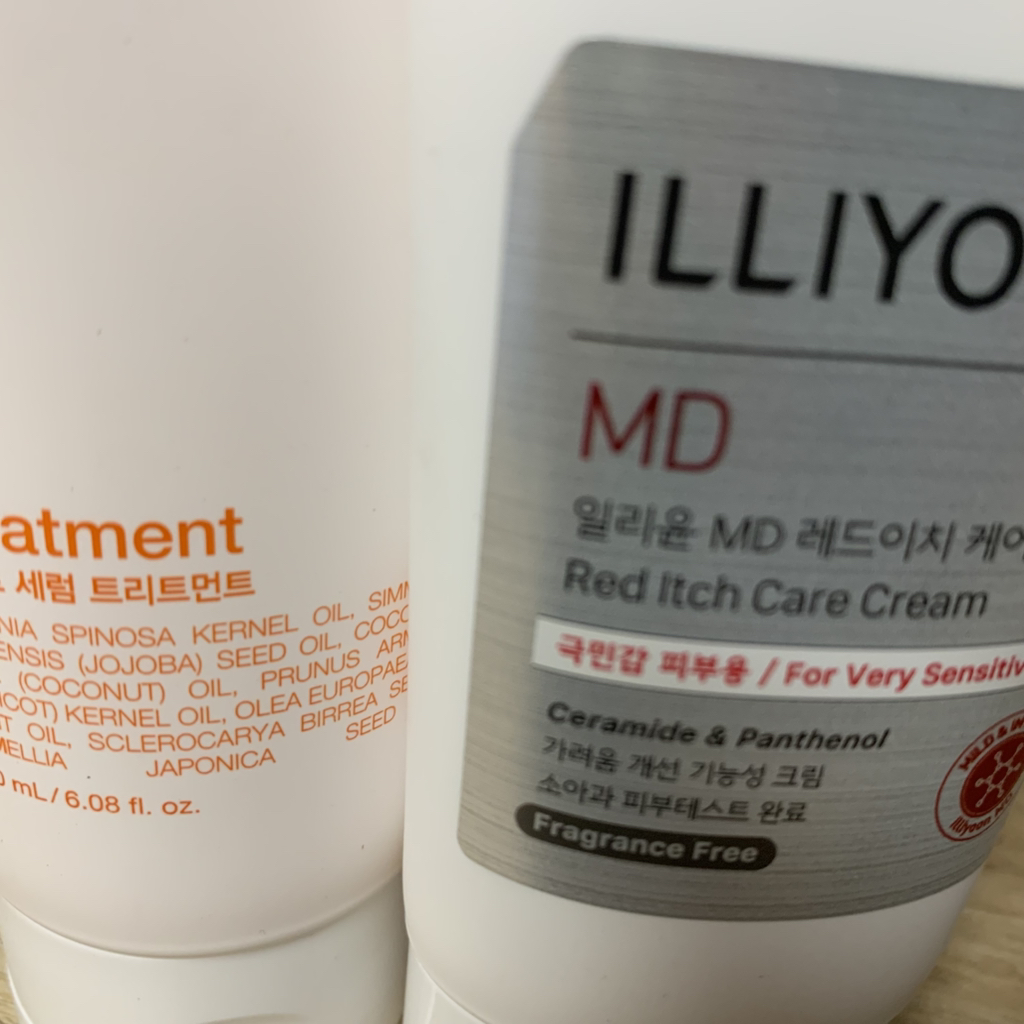 atment
세럼 트리트먼트
NIA SPINOSA KERNEL OIL, SIMM
ENSIS (JOJOBA) SEED OIL, COCO
(COCONUT) OIL, PRUNUS ARM
ICOT) KERNEL OIL, OLEA EUROPAE
T OIL, SCLEROCARYA BIRREA SE
MELLIA JAPONICA SEED
0 mL / 6.08 fl. oz.
ILLIYO
MD
일리윤 MD 레드이치 케어
Red Itch Care Cream
극민감 피부용 / For Very Sensitiv
Ceramide & Panthenol
가려움 개선 기능성 크림
소아과 피부테스트 완료
Fragrance Free
MILD &
Illiyoon